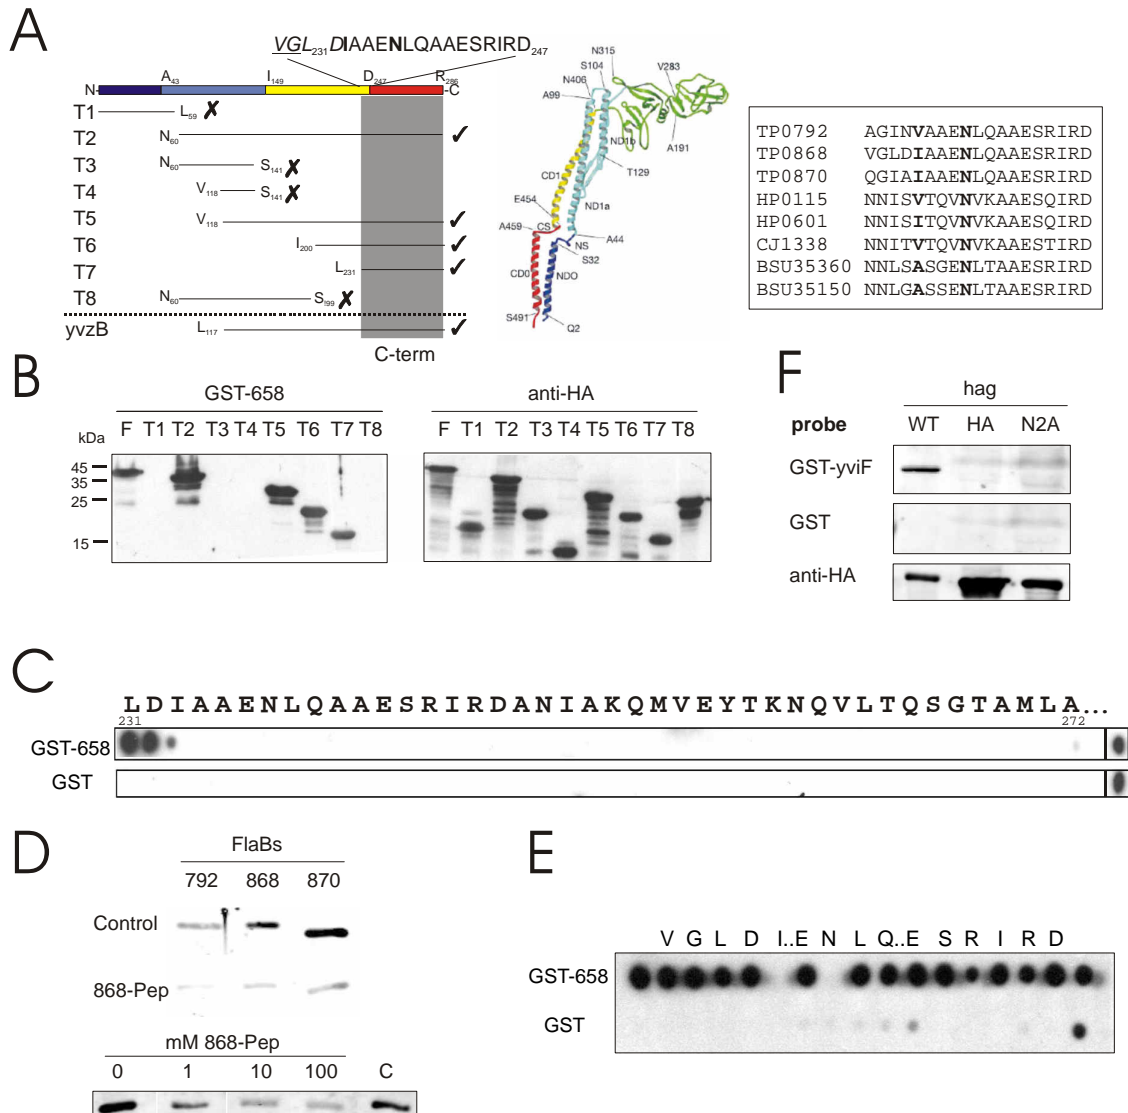 A
VGL231DIAAENLQAAESRIRD247
A43 I149 D247 R286
N- -C
T1 L59 ✗
T2 N60 ✓
T3 N60 S141 ✗
T4 V118 S141 ✗
T5 V118 ✓
T6 I200 ✓
T7 L231 ✓
T8 N60 S199 ✗
yvzB L117 ✓
C-term
N315
S104
V283
N406
A99
ND1b
A191
CD1
T129
E454
ND1a
A459
CS
A44
NS
S32
CD0
NDO
S491
Q2
TP0792 AGINVAAENLQAAESRIRD
TP0868 VGLDIAAENLQAAESRIRD
TP0870 QGIAIAAENLQAAESRIRD
HP0115 NNISVTQVNVKAAESQIRD
HP0601 NNISITQVNVKAAESQIRD
CJ1338 NNITVTQVNVKAAESTIRD
BSU35360 NNLSASGENLTAAESRIRD
BSU35150 NNLGASSENLTAAESRIRD
B
GST-658 anti-HA
F T1 T2 T3 T4 T5 T6 T7 T8 F T1 T2 T3 T4 T5 T6 T7 T8
kDa
45
35
25
15
F
hag
probe WT HA N2A
GST-yviF
GST
anti-HA
C
LDIAAENLQAAESRIRDANIAKQMVEYTKNQVLTQSGTAMLA...
231 272
GST-658
GST
D
FlaBs
792 868 870
Control
868-Pep
mM 868-Pep
0 1 10 100 C
E
V G L D I..E N L Q..E S R I R D
GST-658
GST